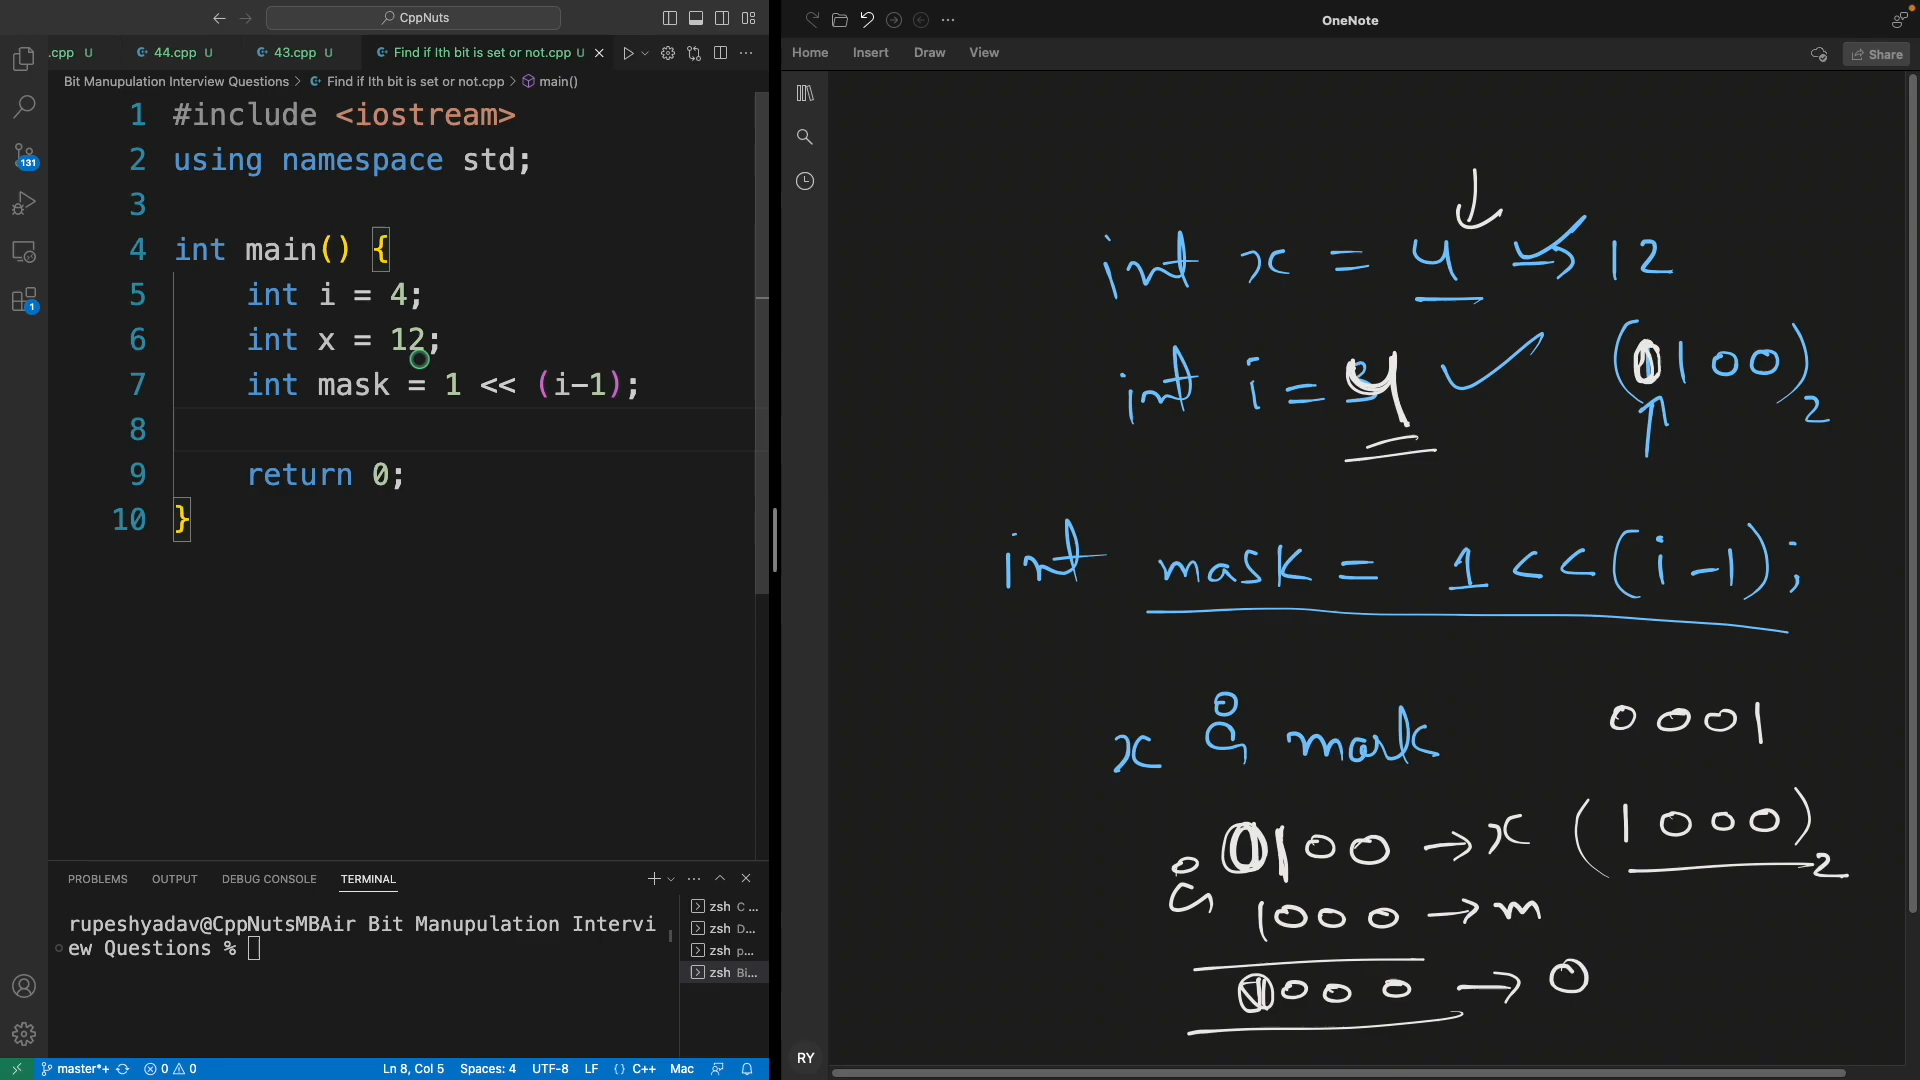 CppNuts
.cpp U
44.cpp U
43.cpp U
Find if Ith bit is set or not.cpp U
Bit Manupulation Interview Questions > Find if Ith bit is set or not.cpp > main()
1 #include <iostream>
2 using namespace std;
3
4 int main() {
5 int i = 4;
6 int x = 12;
7 int mask = 1 << (i-1);
8
9 return 0;
10 }
131
1
PROBLEMS OUTPUT DEBUG CONSOLE TERMINAL
rupeshyadav@CppNutsMBAir Bit Manupulation Intervi
ew Questions %
zsh C ...
zsh D...
zsh p...
zsh Bi...
master*+ 0 0 Ln 8, Col 5 Spaces: 4 UTF-8 LF {} C++ Mac
OneNote
Home Insert Draw View
Share
int x = 4 → 12
int i = 4
(0100)2
int mask = 1<<(i-1);
x & mask
0001
0100 → x
(1000)2
& 1000 → m
0000 → 0
RY